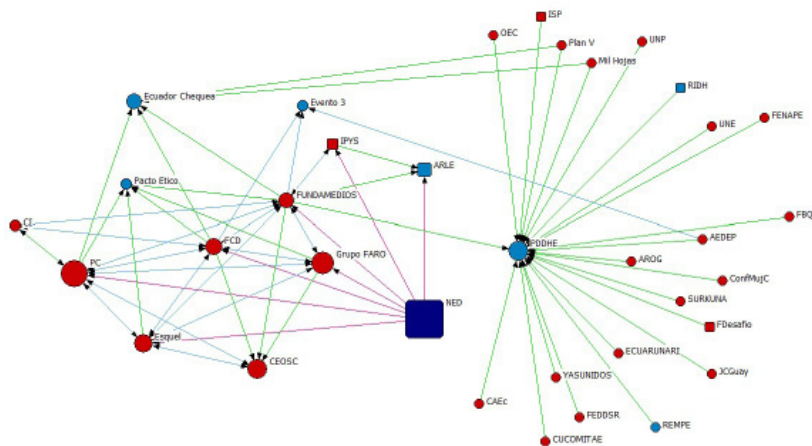 ISP
OEC
Plan V
UNP
Mil Hojas
RIDH
Ecuador Chequea
Evento 3
FENAPE
UNE
IPYS
ARLE
Pacto Etico
FUNDAMEDIOS
FBQ
CI
AEDEP
FCD
PDDHE
PC
Grupo FARO
AROG
ConfMujC
NED
SURKUNA
FDesafio
Esquel
ECUARUNARI
CEOSC
JCGuay
YASUNIDOS
CAEc
FEDDSR
REMPE
CUCOMITAE